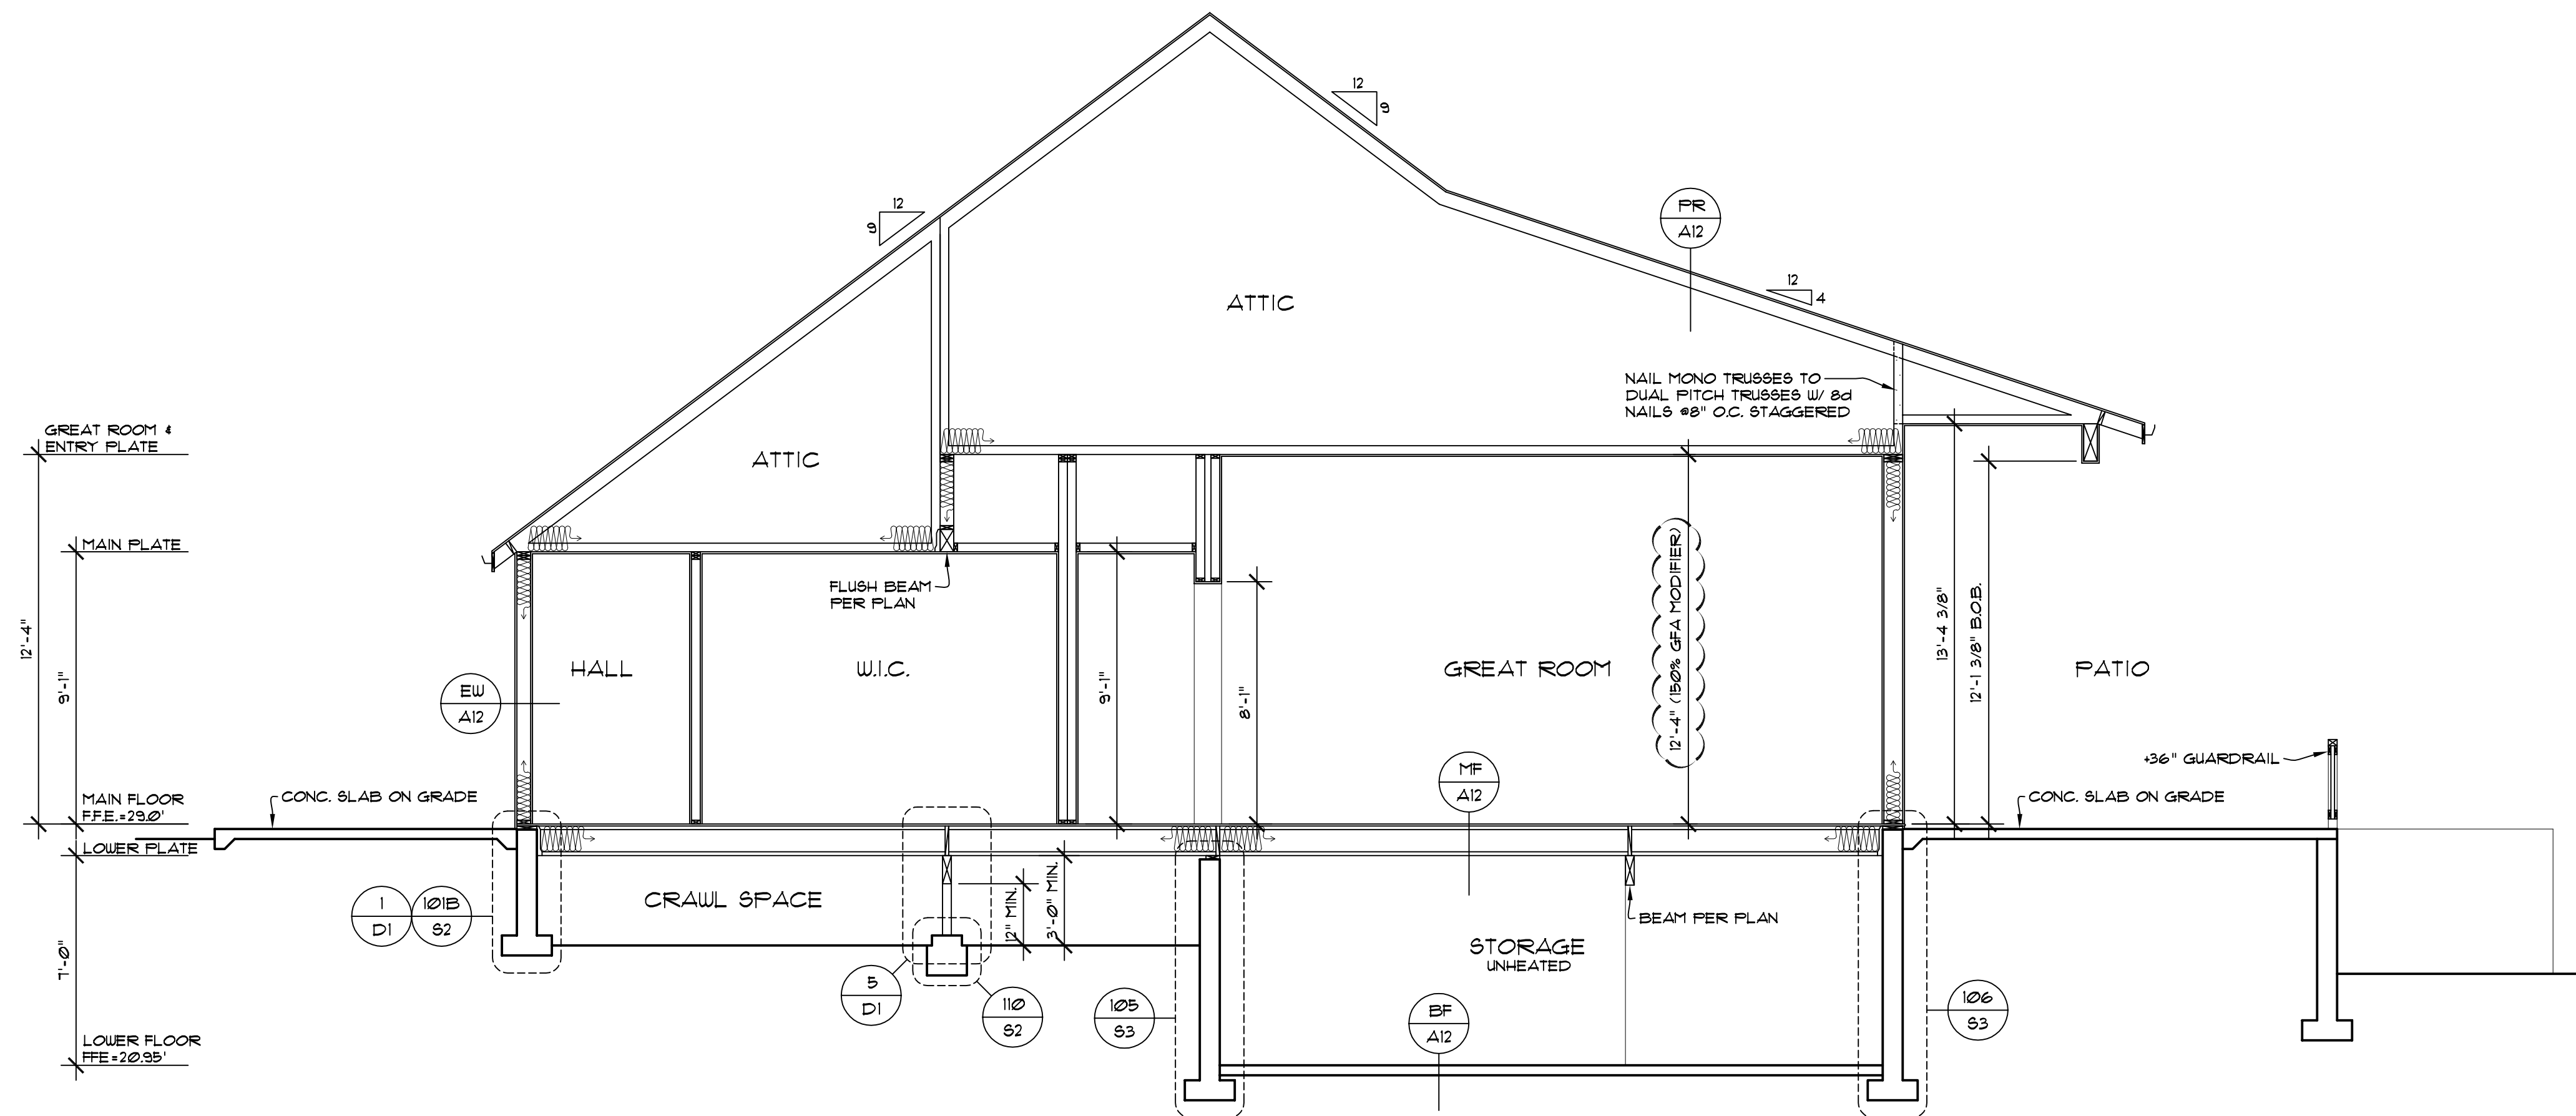 12
9
12
9
PR
A12
12
4
ATTIC
NAIL MONO TRUSSES TO
DUAL PITCH TRUSSES W/ 8d
NAILS @8" O.C. STAGGERED
GREAT ROOM &
ENTRY PLATE
ATTIC
MAIN PLATE
FLUSH BEAM
PER PLAN
12'-4"
9'-1"
EW
A12
HALL
W.I.C.
9'-1"
8'-1"
GREAT ROOM
12'-4" (150% GFA MODIFIER)
13'-4 3/8"
12'-1 3/8" B.O.B.
PATIO
+36" GUARDRAIL
MF
A12
MAIN FLOOR
F.F.E.=29.0'
CONC. SLAB ON GRADE
CONC. SLAB ON GRADE
LOWER PLATE
1
D1
101B
S2
CRAWL SPACE
12" MIN.
3'-0" MIN.
BEAM PER PLAN
STORAGE
UNHEATED
7'-0"
5
D1
110
S2
105
S3
BF
A12
106
S3
LOWER FLOOR
FFE=20.95'